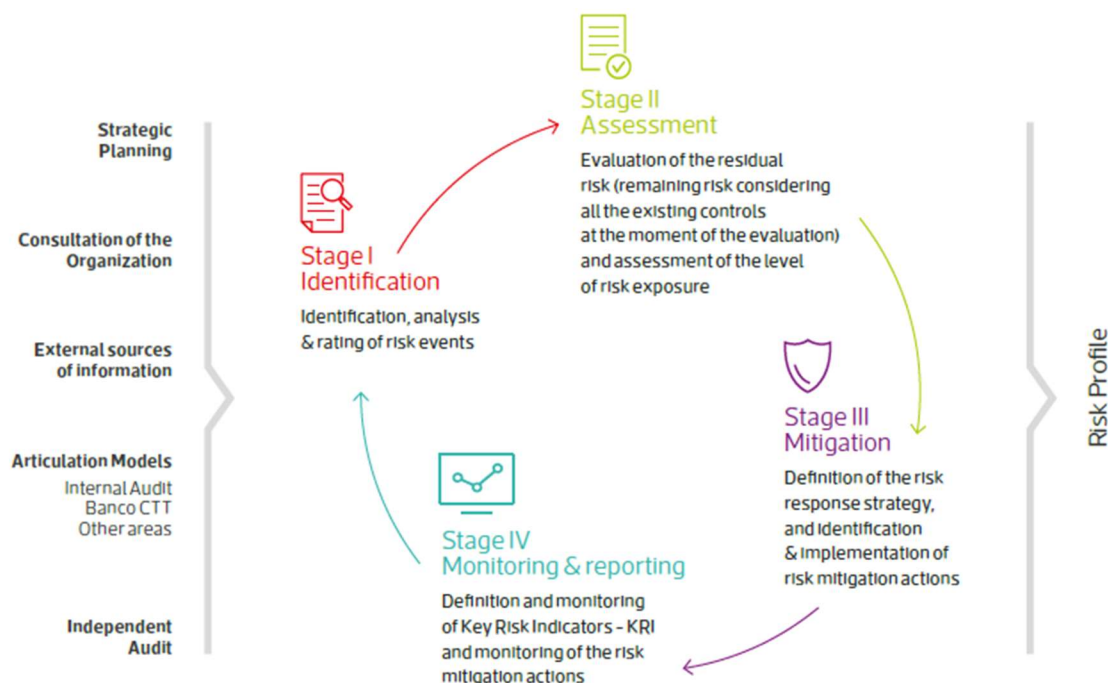 Strategic
Planning
Consultation of the
Organization
External sources
of information
Articulation Models
Internal Audit
Banco CTT
Other areas
Independent
Audit
Stage I
Identification
Identification, analysis
& rating of risk events
Stage II
Assessment
Evaluation of the residual
risk (remaining risk considering
all the existing controls
at the moment of the evaluation)
and assessment of the level
of risk exposure
Stage III
Mitigation
Definition of the risk
response strategy,
and identification
& implementation of
risk mitigation actions
Stage IV
Monitoring & reporting
Definition and monitoring
of Key Risk Indicators - KRI
and monitoring of the risk
mitigation actions
Risk Profile